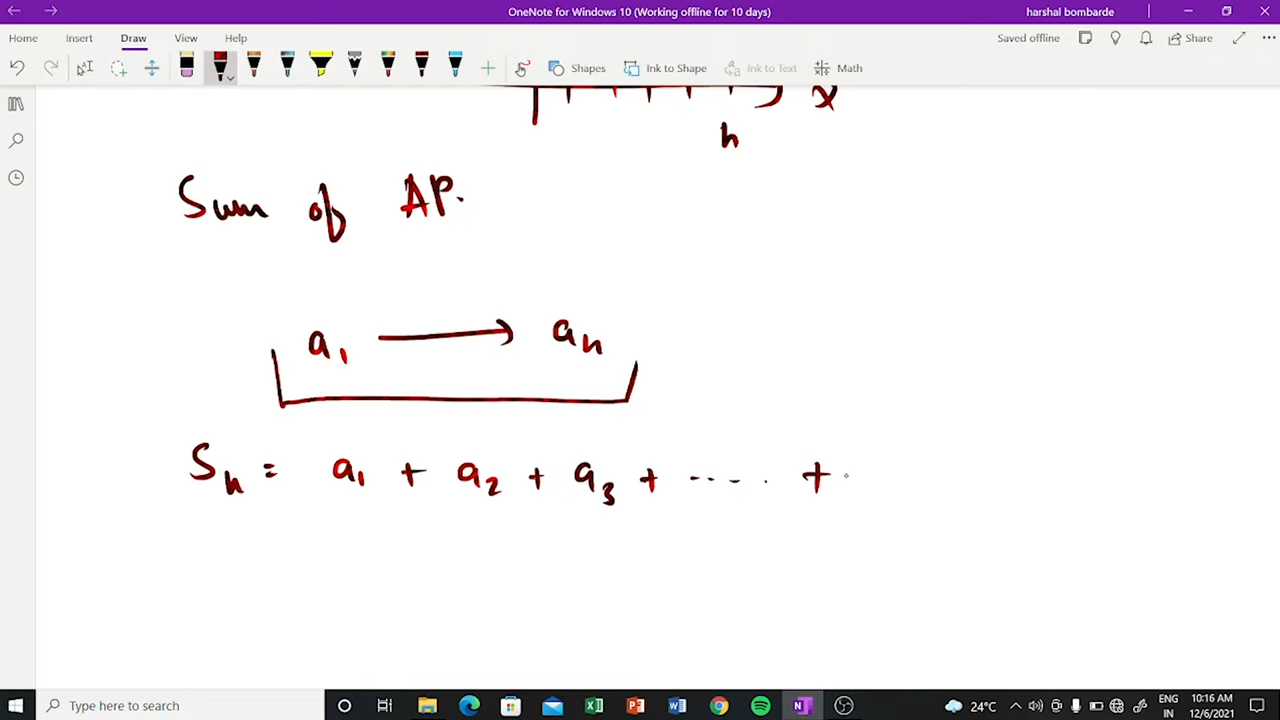 OneNote for Windows 10 (Working offline for 10 days)
harshal bombarde
Home Insert Draw View Help
Saved offline Share
Shapes Ink to Shape Ink to Text Math
x
n
Sum of AP.
a₁ → aₙ
Sₙ = a₁ + a₂ + a₃ + ..... +
Type here to search
24°C
ENG
IN
10:16 AM
12/6/2021